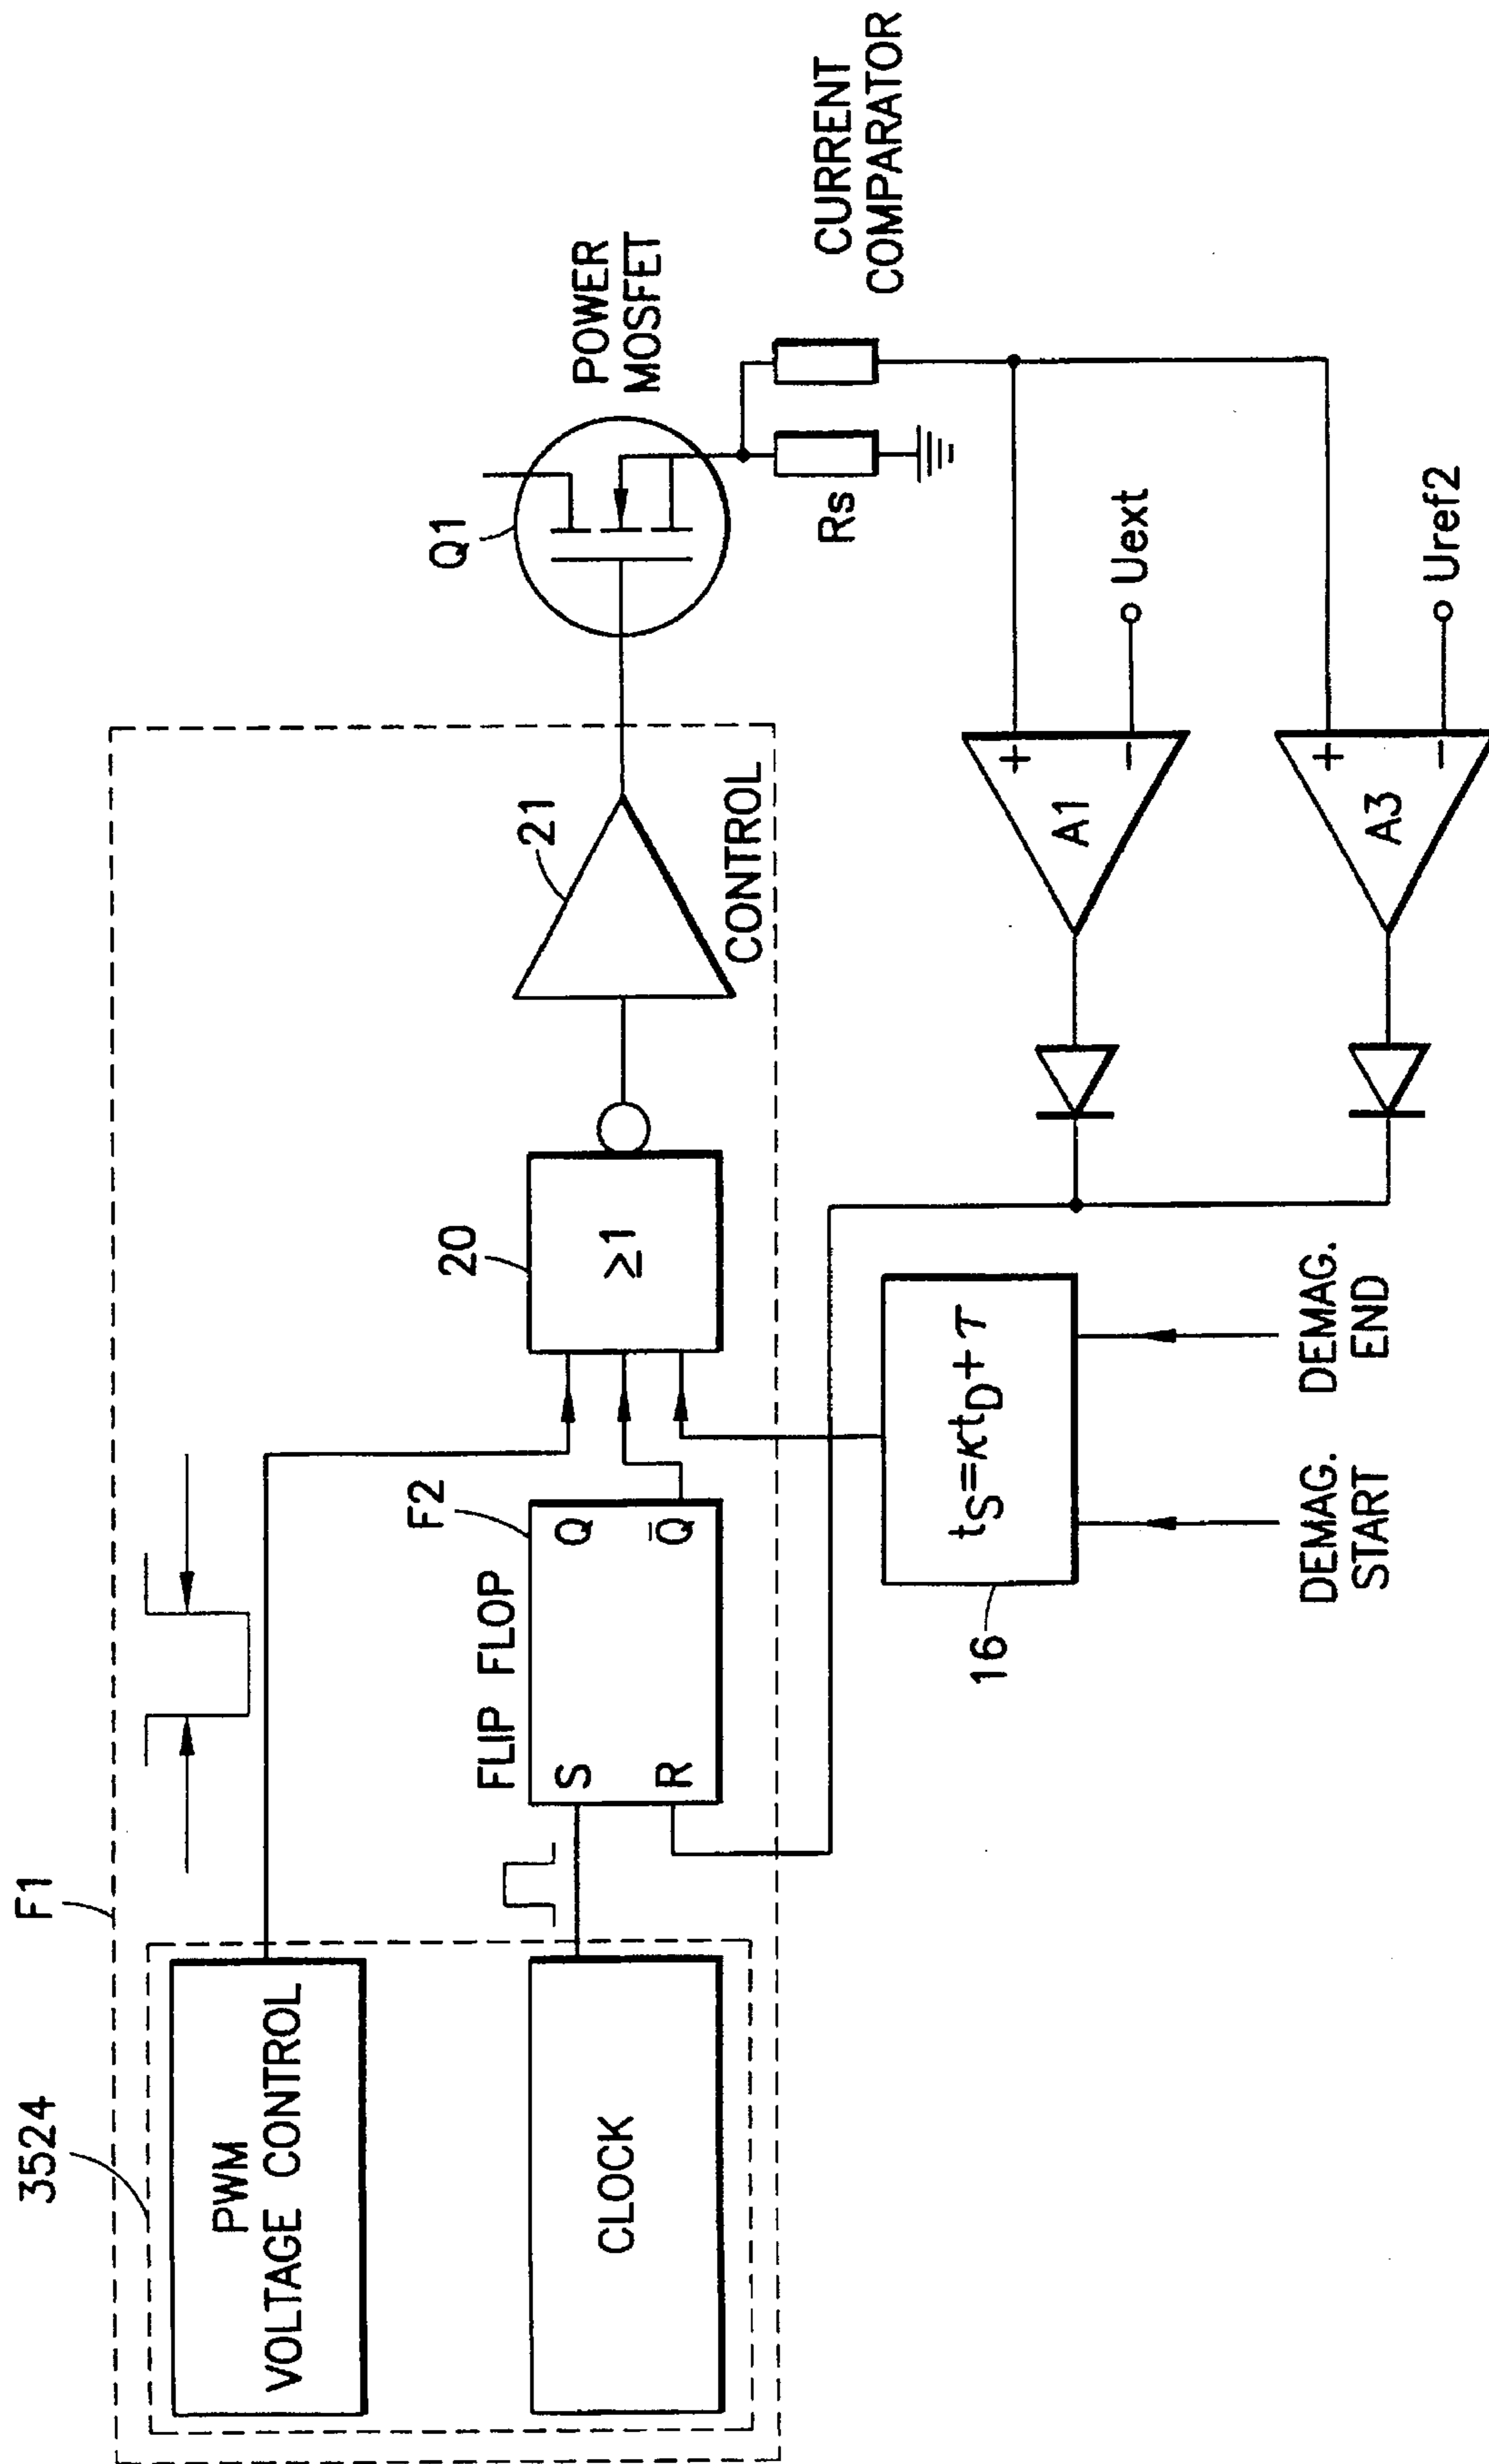 3524
F1
PWM
VOLTAGE CONTROL
CLOCK
FLIP FLOP
F2
S
R
Q
Q̅
20
≥1
21
CONTROL
Q1
POWER
MOSFET
Rs
CURRENT
COMPARATOR
16
tS=κtD+τ
DEMAG.
START
DEMAG.
END
A1
+
−
Uext
A3
+
−
Uref2